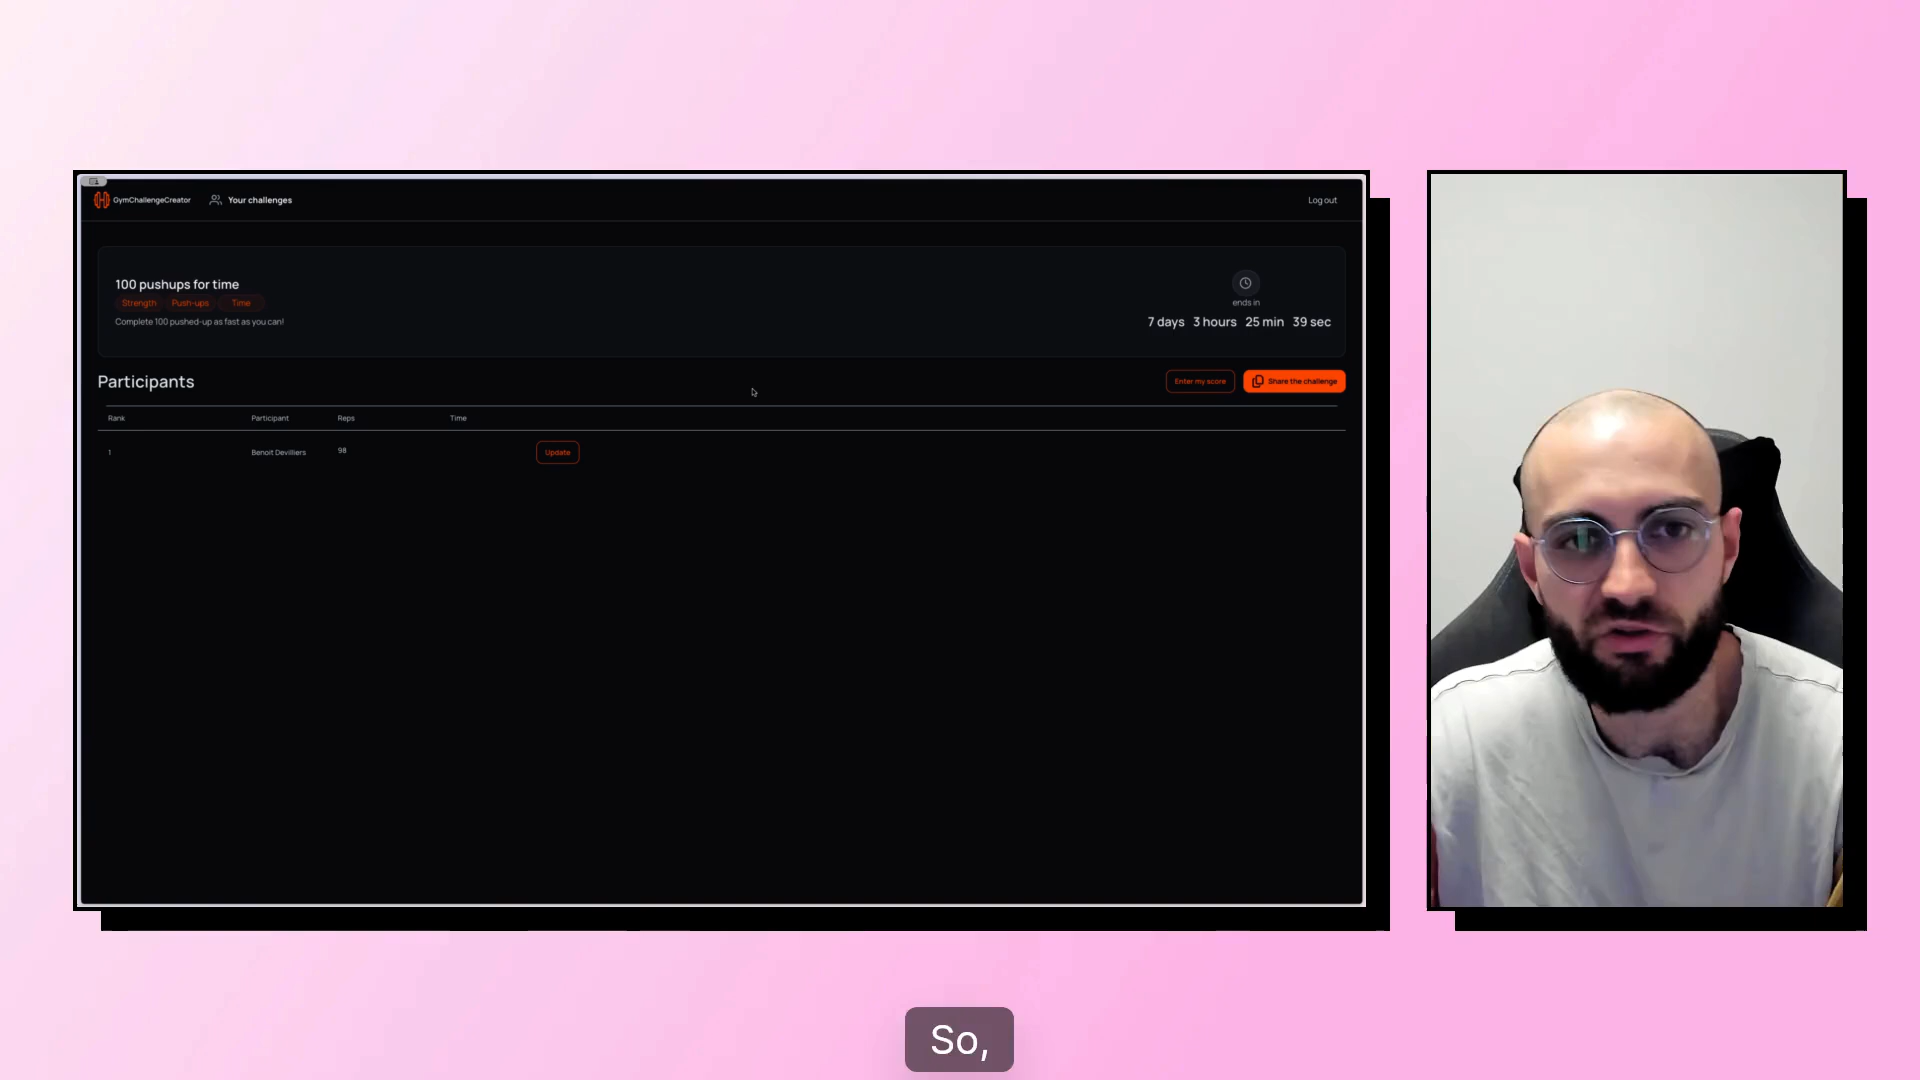 GymChallengeCreator
Your challenges
Log out
100 pushups for time
Strength Push-ups Time
Complete 100 pushed-up as fast as you can!
ends in
7 days 3 hours 25 min 39 sec
Participants
Enter my score
Share the challenge
Rank Participant Reps Time
1 Benoit Devilliers 98 Update
So,